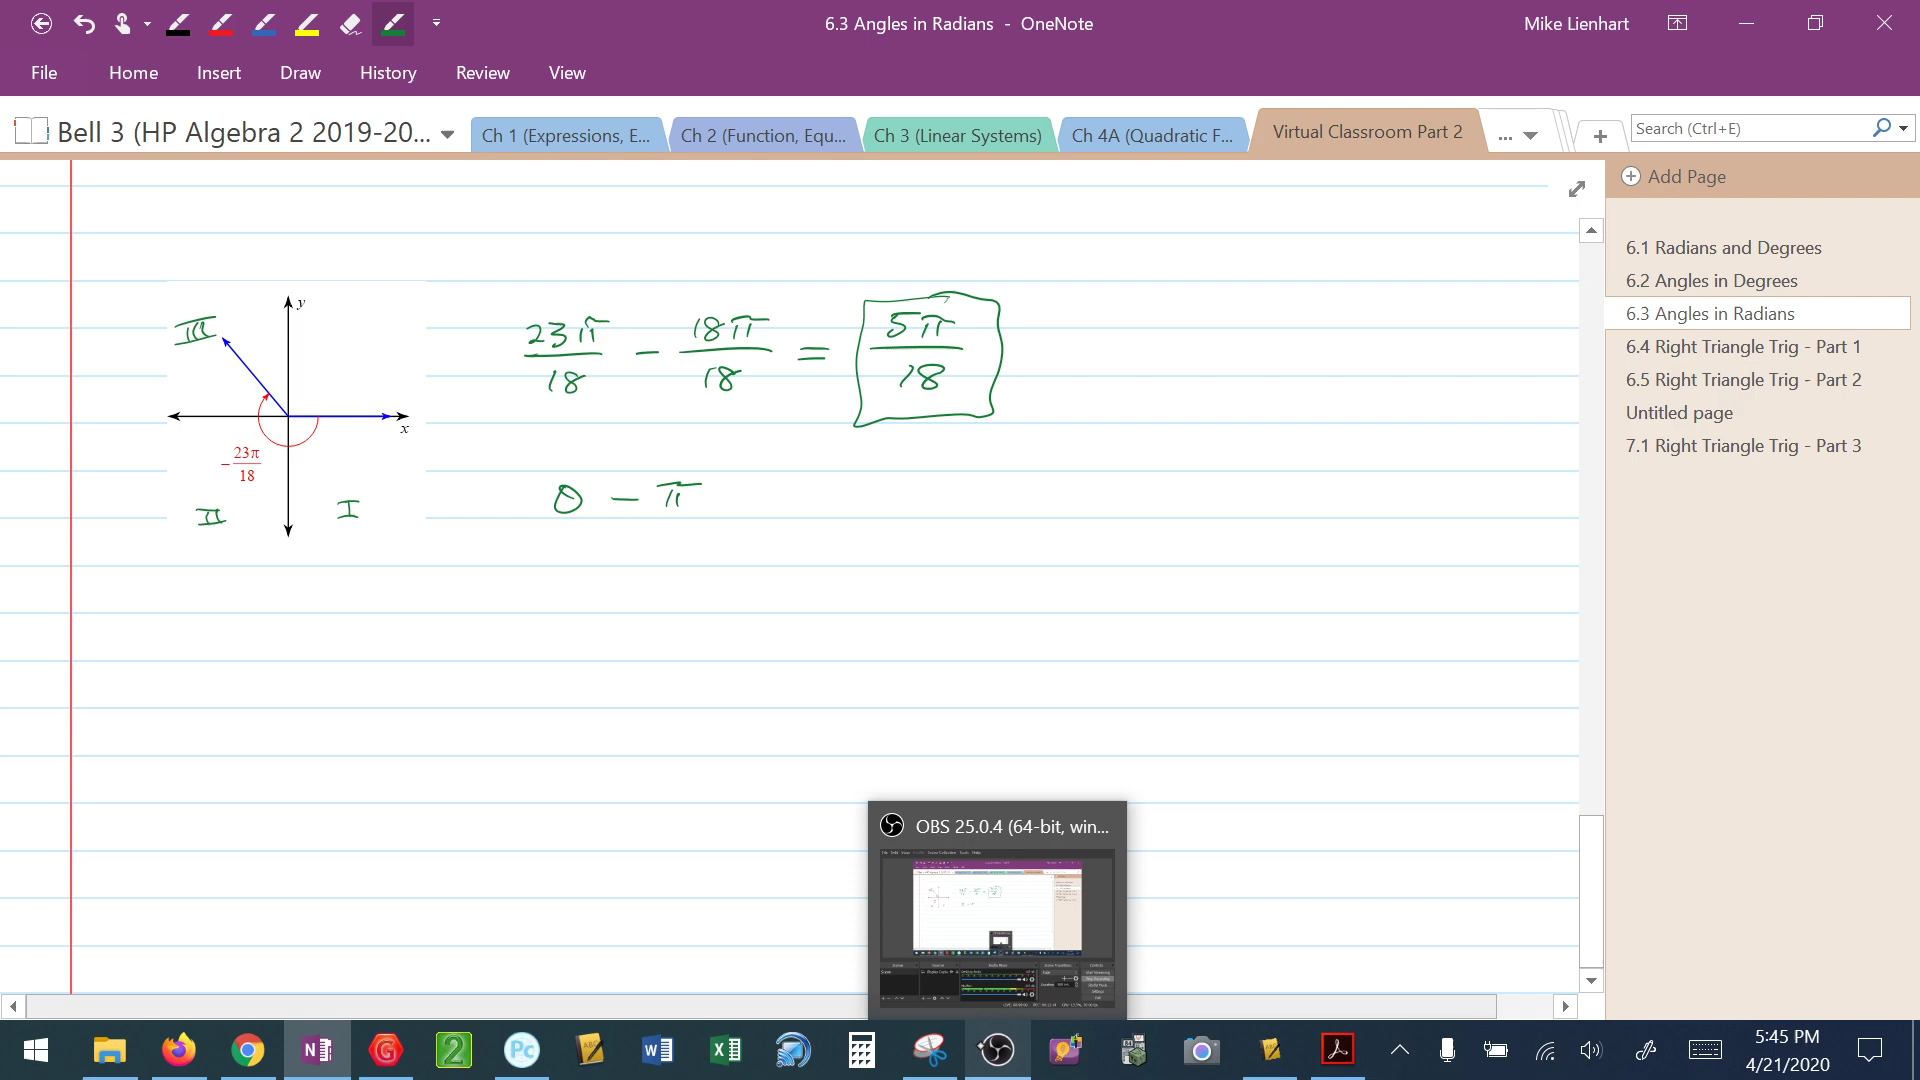 6.3 Angles in Radians - OneNote
Mike Lienhart
File Home Insert Draw History Review View
Bell 3 (HP Algebra 2 2019-20...
Ch 1 (Expressions, E...
Ch 2 (Function, Equ...
Ch 3 (Linear Systems)
Ch 4A (Quadratic F...
Virtual Classroom Part 2
...
Search (Ctrl+E)
Add Page
6.1 Radians and Degrees
6.2 Angles in Degrees
6.3 Angles in Radians
6.4 Right Triangle Trig - Part 1
6.5 Right Triangle Trig - Part 2
Untitled page
7.1 Right Triangle Trig - Part 3
y
III
x
-23π/18
II
I
23π/18 - 18π/18 = 5π/18
θ - π
OBS 25.0.4 (64-bit, win...
5:45 PM
4/21/2020